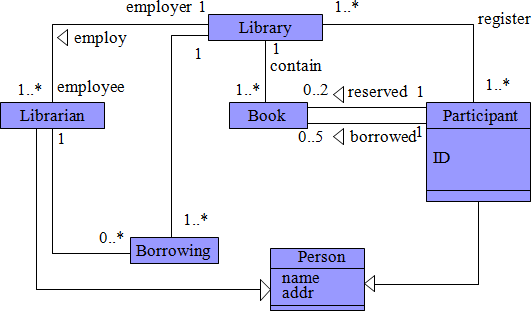 employer 1
Library
1..*
register
employ
1
1
contain
1..*
employee
1..*
0..2
reserved
1
1..*
Librarian
Book
Participant
1
0..5
borrowed
1
ID
1..*
0..*
Borrowing
Person
name
addr